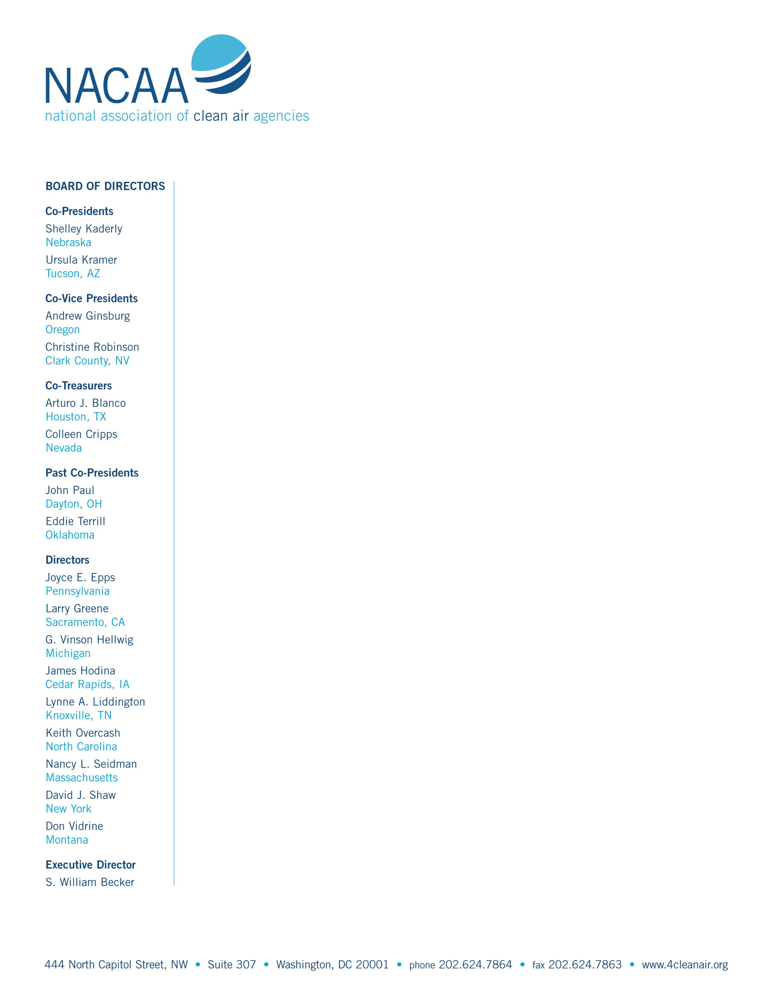 NACAA
national association of clean air agencies
BOARD OF DIRECTORS
Co-Presidents
Shelley Kaderly
Nebraska
Ursula Kramer
Tucson, AZ
Co-Vice Presidents
Andrew Ginsburg
Oregon
Christine Robinson
Clark County, NV
Co-Treasurers
Arturo J. Blanco
Houston, TX
Colleen Cripps
Nevada
Past Co-Presidents
John Paul
Dayton, OH
Eddie Terrill
Oklahoma
Directors
Joyce E. Epps
Pennsylvania
Larry Greene
Sacramento, CA
G. Vinson Hellwig
Michigan
James Hodina
Cedar Rapids, IA
Lynne A. Liddington
Knoxville, TN
Keith Overcash
North Carolina
Nancy L. Seidman
Massachusetts
David J. Shaw
New York
Don Vidrine
Montana
Executive Director
S. William Becker
444 North Capitol Street, NW • Suite 307 • Washington, DC 20001 • phone 202.624.7864 • fax 202.624.7863 • www.4cleanair.org